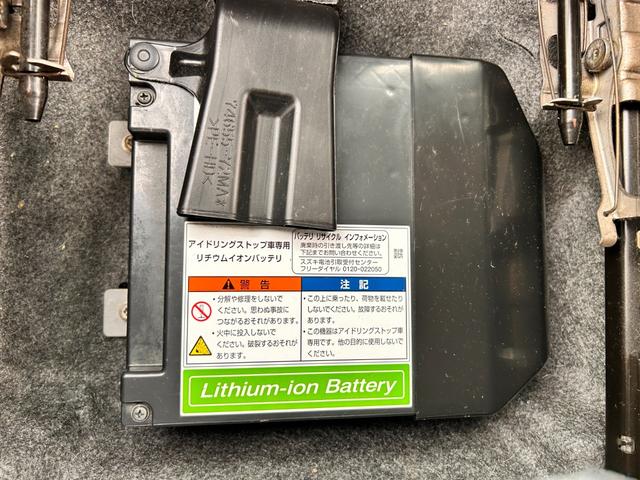 74655-72MA*
>PE-HD<
アイドリングストップ車専用
リチウムイオンバッテリ
バッテリ リサイクル インフォメーション
廃業時の引き渡し先等の詳細は
下記までお問い合わせください。
スズキ電池引取受付センター
フリーダイヤル 0120-022050
警告
・分解や修理をしないで
ください。思わぬ事故に
つながるおそれがあります。
・火中に投入しないで
ください。破裂するおそれが
あります。
注記
・この上に乗ったり、荷物を載せたり
しないでください。故障するおそれが
あります。
・この機器はアイドリングストップ車
専用です。他の目的に使用しないで
ください。
Lithium-ion Battery